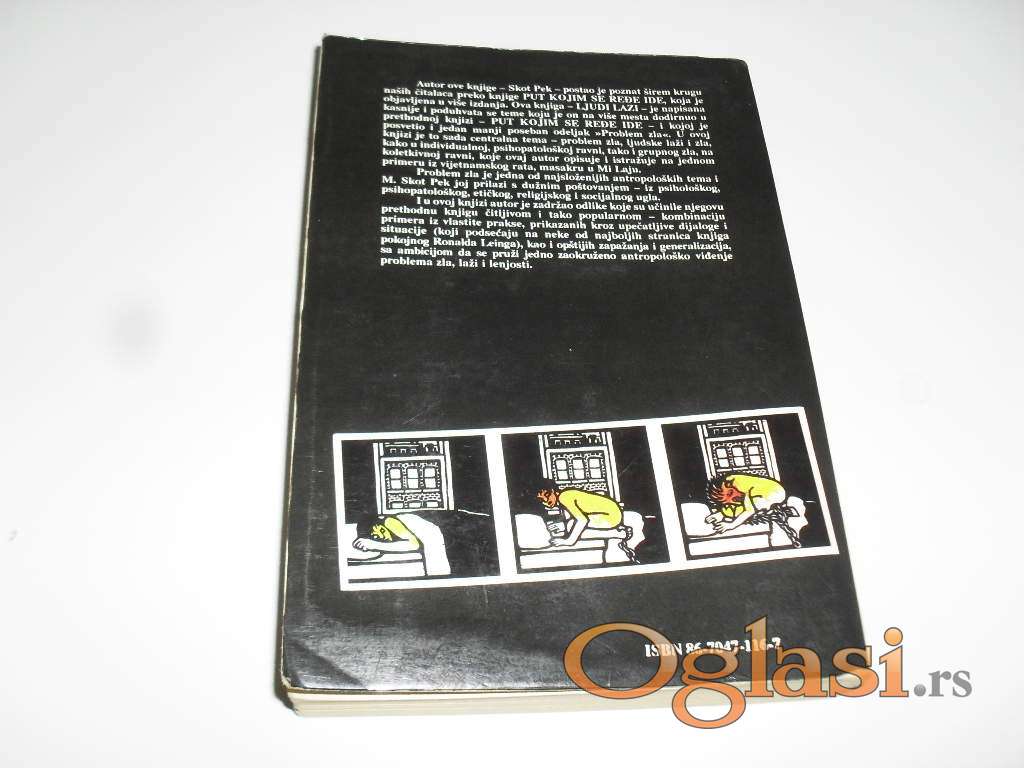 Autor ove knjige – Skot Pek – postao je poznat širem krugu
naših čitalaca preko knjige PUT KOJIM SE REĐE IDE, koja je
objavljena u više izdanja. Ova knjiga – LJUDI LAZI – je napisana
kasnije i poduhvata se teme koju je on na više mesta dodirnuo u
prethodnoj knjizi – PUT KOJIM SE REĐE IDE – i kojoj je
posvetio i jedan manji poseban odeljak »Problem zla«. U ovoj
knjizi je to sada centralna tema – problem zla, ljudske laži i zla,
kako u individualnoj, psihopatološkoj ravni, tako i grupnog zla, na
kolektivnoj ravni, koje ovaj autor opisuje i istražuje na jednom
primeru iz vijetnamskog rata, masakru u Mi Laju.
Problem zla je jedna od najsloženijih antropoloških tema i
M. Skot Pek joj prilazi s dužnim poštovanjem – iz psihološkog,
psihopatološkog, etičkog, religijskog i socijalnog ugla.
I u ovoj knjizi autor je zadržao odlike koje su učinile njegovu
prethodnu knjigu čitljivom i tako popularnom – kombinaciju
primera iz vlastite prakse, prikazanih kroz upečatljive dijaloge i
situacije (koji podsećaju na neke od najboljih stranica knjiga
pokojnog Ronalda Leinga), kao i opštijih zapažanja i generalizacija,
sa ambicijom da se pruži jedno zaokruženo antropološko viđenje
problema zla, laži i lenjosti.
ISBN 86-7047-116-7
Oglasi.rs